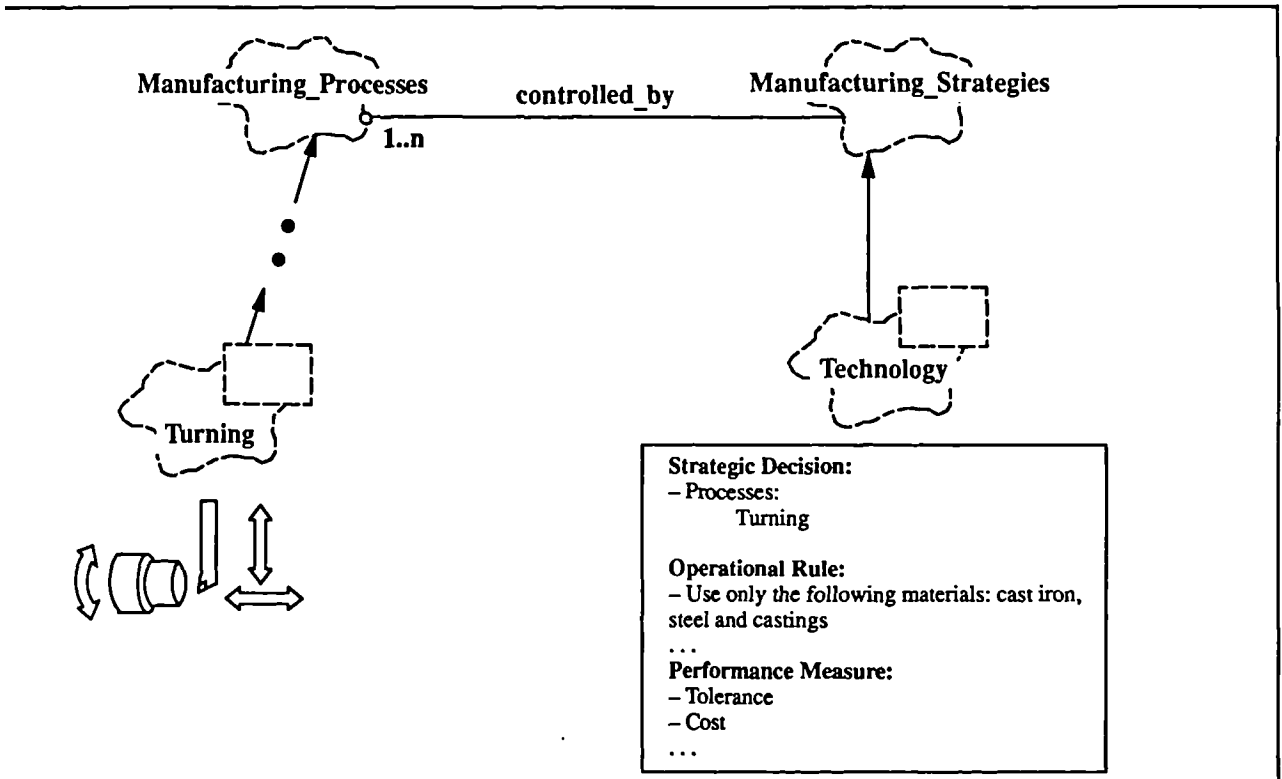 Manufacturing_Processes
controlled_by
Manufacturing_Strategies
1..n
Turning
Technology
Strategic Decision:
– Processes:
Turning
Operational Rule:
– Use only the following materials: cast iron,
steel and castings
. . .
Performance Measure:
– Tolerance
– Cost
. . .